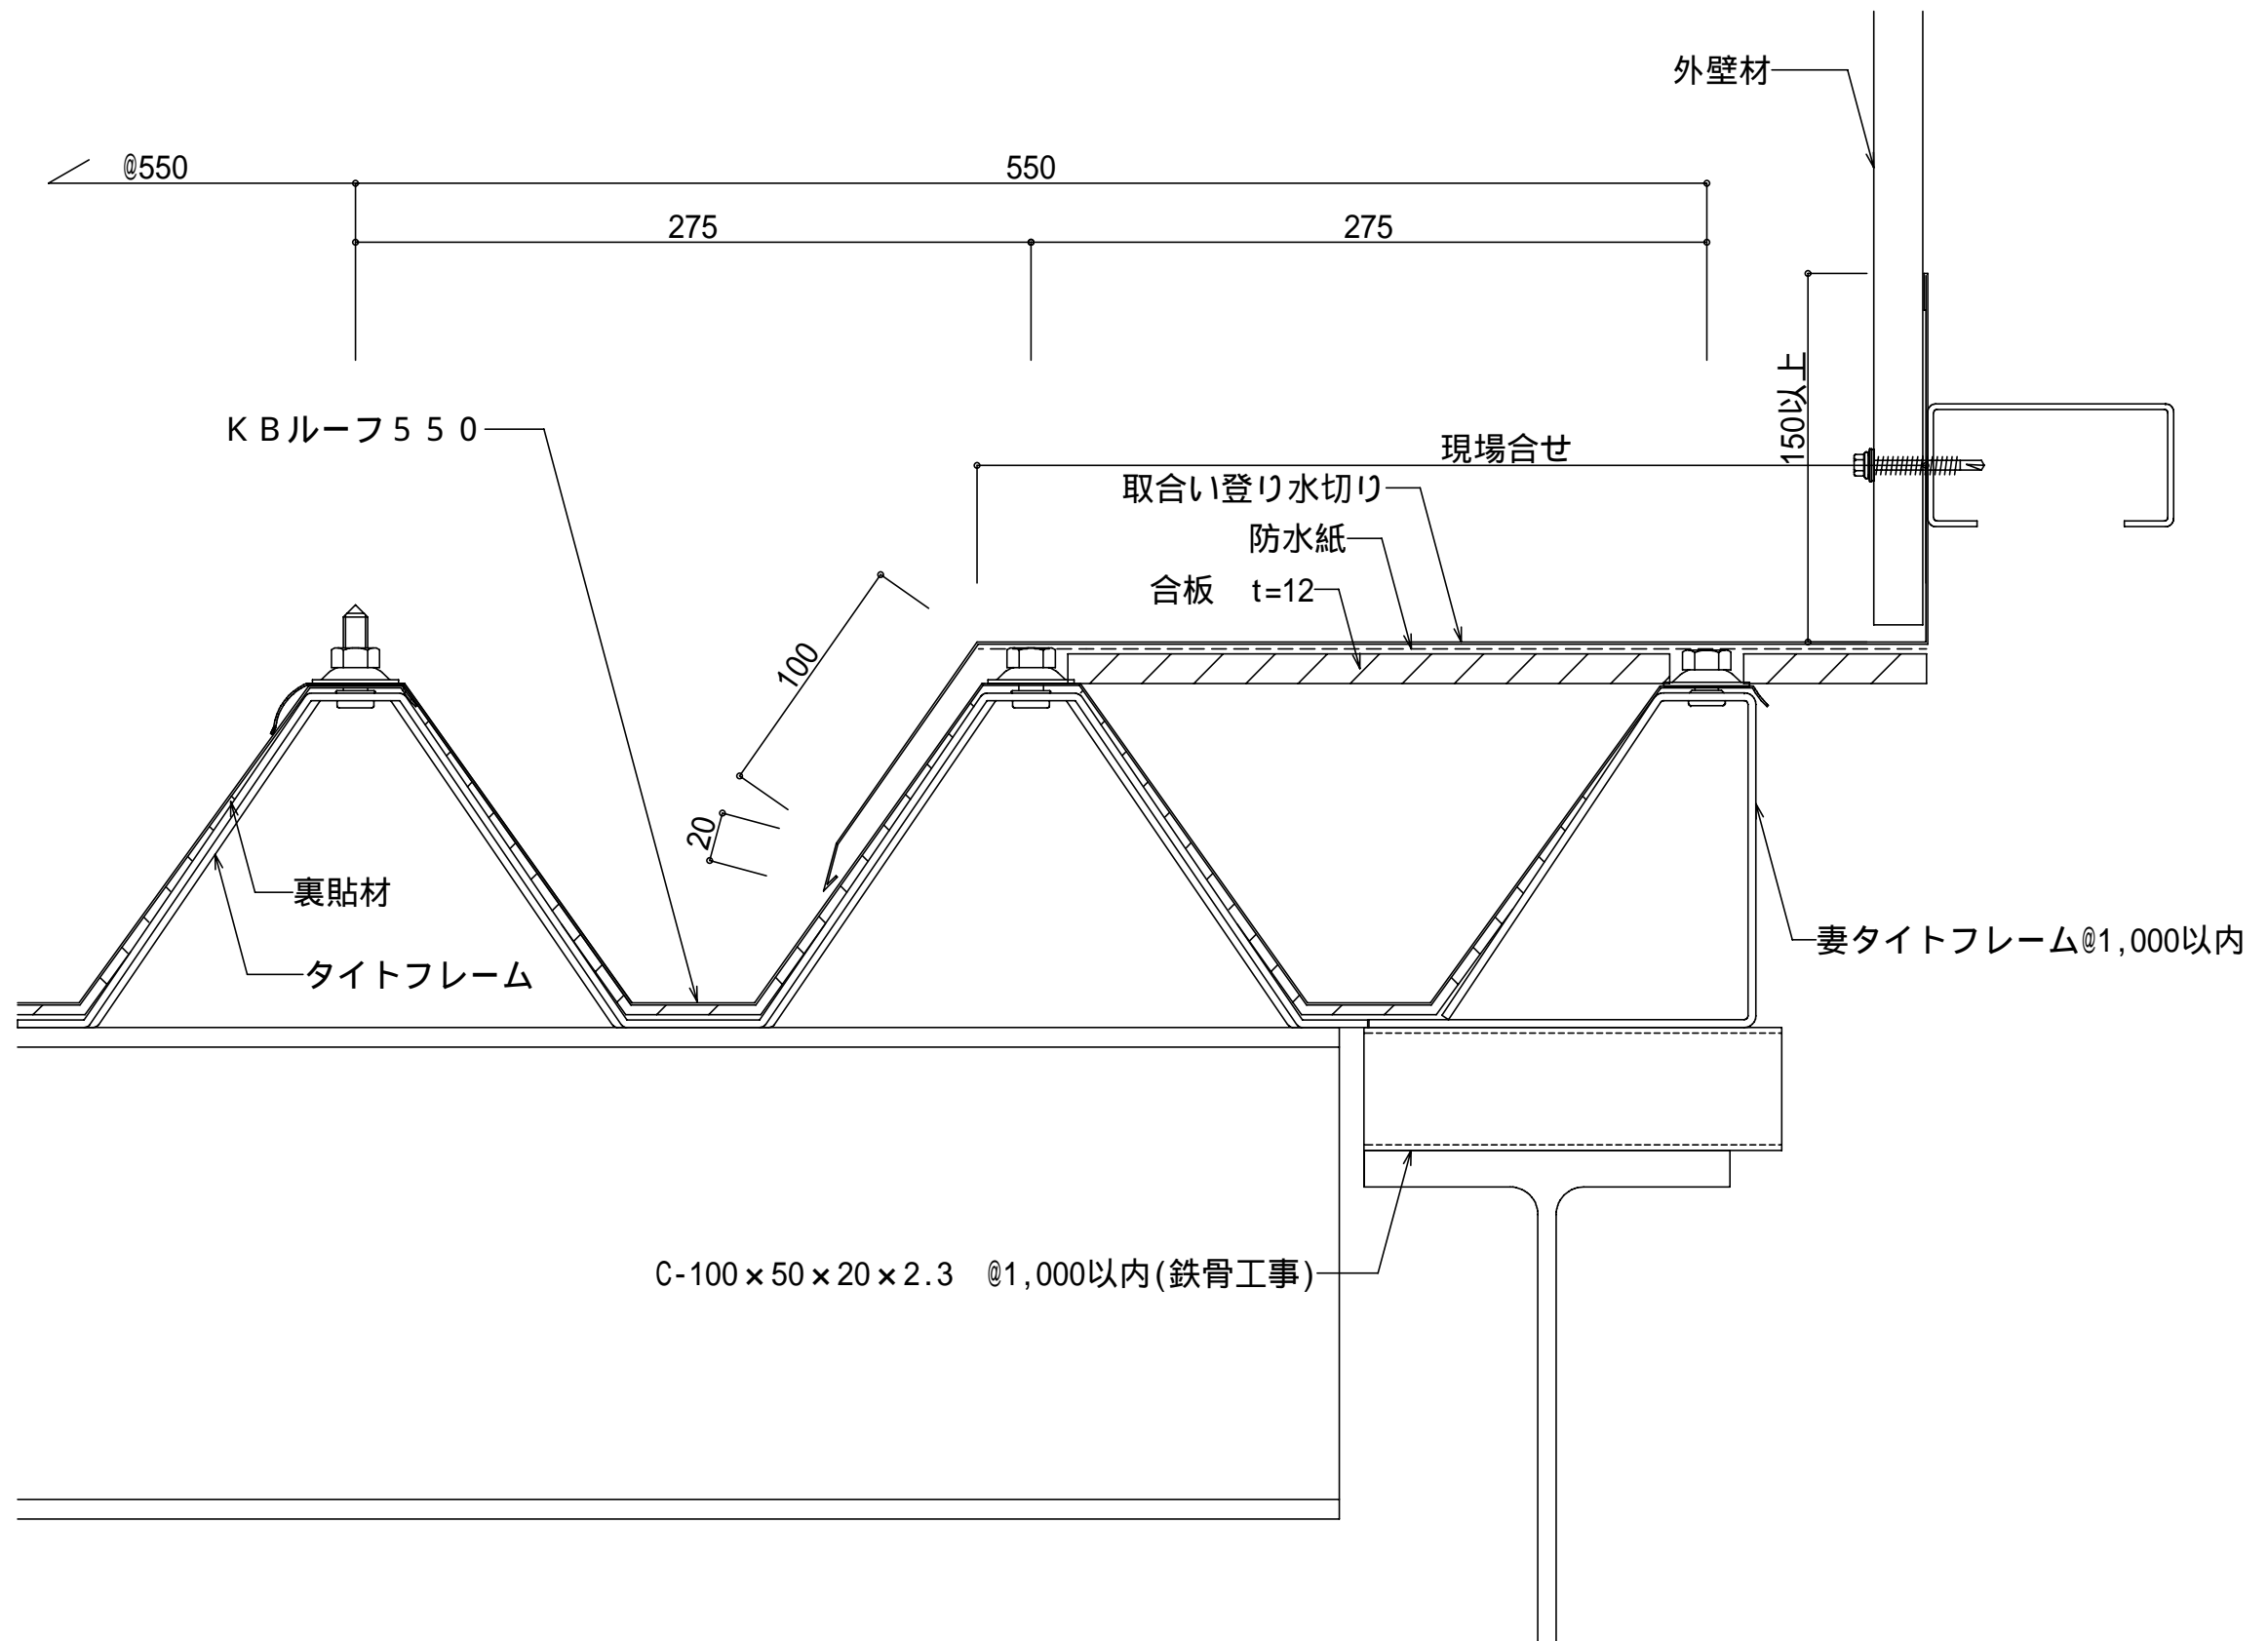 外壁材
@550
550
275
275
150以上
KBルーフ550
現場合せ
取合い登り水切り
防水紙
合板 t=12
100
20
裏貼材
タイトフレーム
妻タイトフレーム@1,000以内
C-100×50×20×2.3 @1,000以内(鉄骨工事)